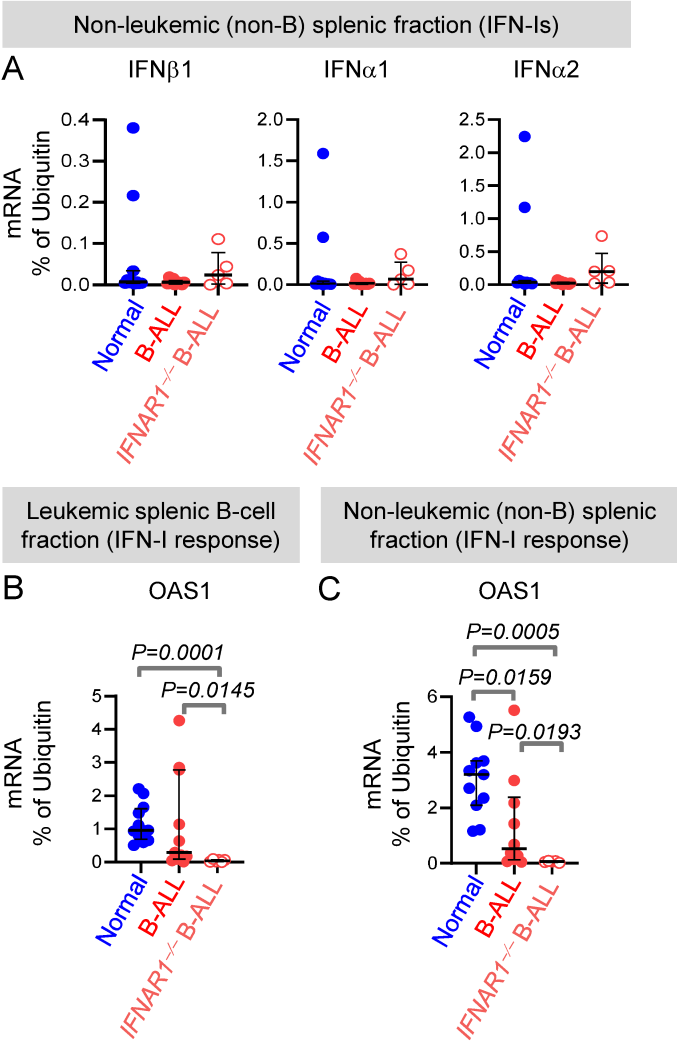 Non-leukemic (non-B) splenic fraction (IFN-Is)
A
IFNβ1
IFNα1
IFNα2
mRNA
% of Ubiquitin
0.4
0.3
0.2
0.1
0.0
2.0
1.5
1.0
0.5
0.0
2.5
2.0
1.5
1.0
0.5
0.0
Normal
B-ALL
IFNAR1⁻/⁻ B-ALL
Normal
B-ALL
IFNAR1⁻/⁻ B-ALL
Normal
B-ALL
IFNAR1⁻/⁻ B-ALL
Leukemic splenic B-cell
fraction (IFN-I response)
B
OAS1
P=0.0001
P=0.0145
mRNA
% of Ubiquitin
5
4
3
2
1
0
Normal
B-ALL
IFNAR1⁻/⁻ B-ALL
Non-leukemic (non-B) splenic
fraction (IFN-I response)
C
OAS1
P=0.0005
P=0.0159
P=0.0193
mRNA
% of Ubiquitin
6
4
2
0
Normal
B-ALL
IFNAR1⁻/⁻ B-ALL